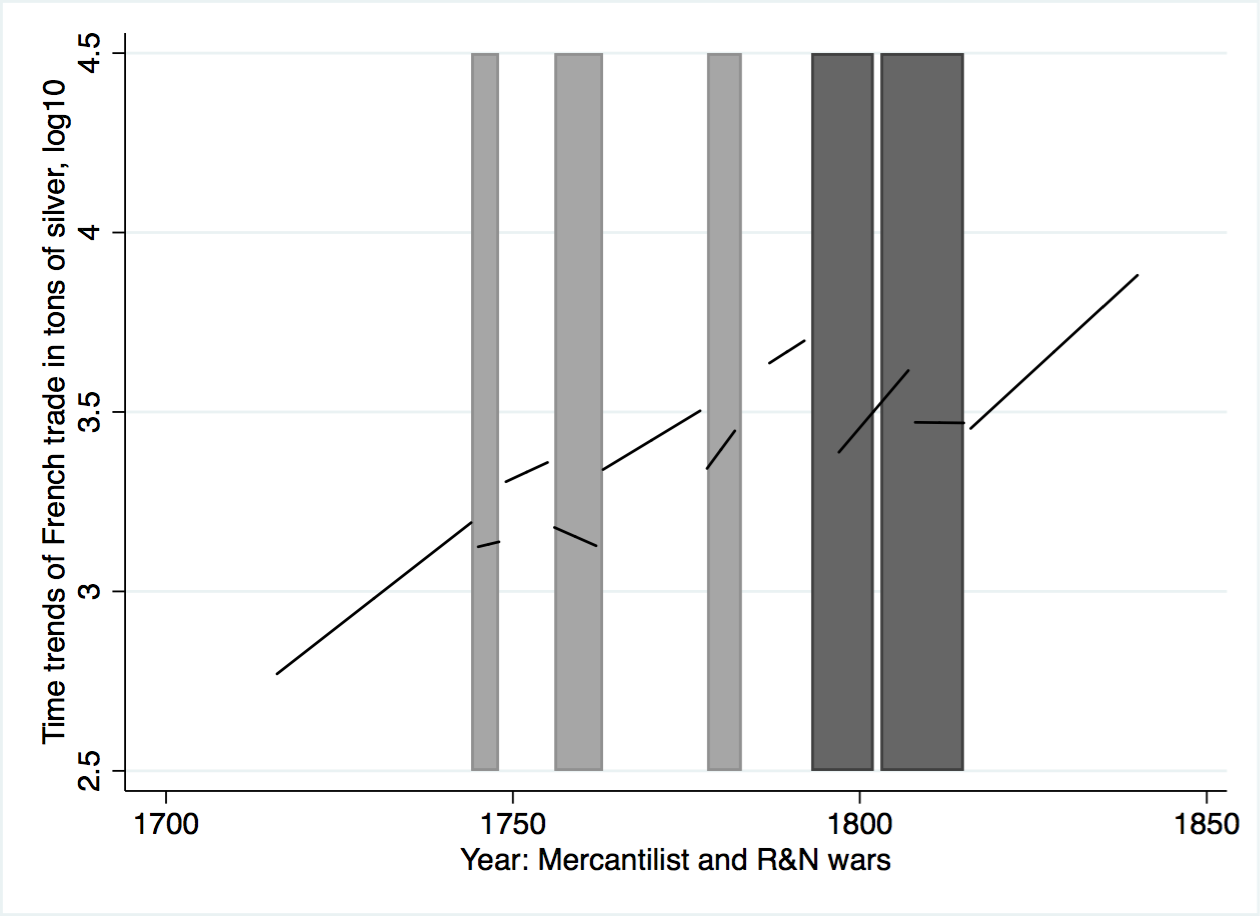 Time trends of French trade in tons of silver, log10
4.5
4
3.5
3
2.5
1700 1750 1800 1850
Year: Mercantilist and R&N wars